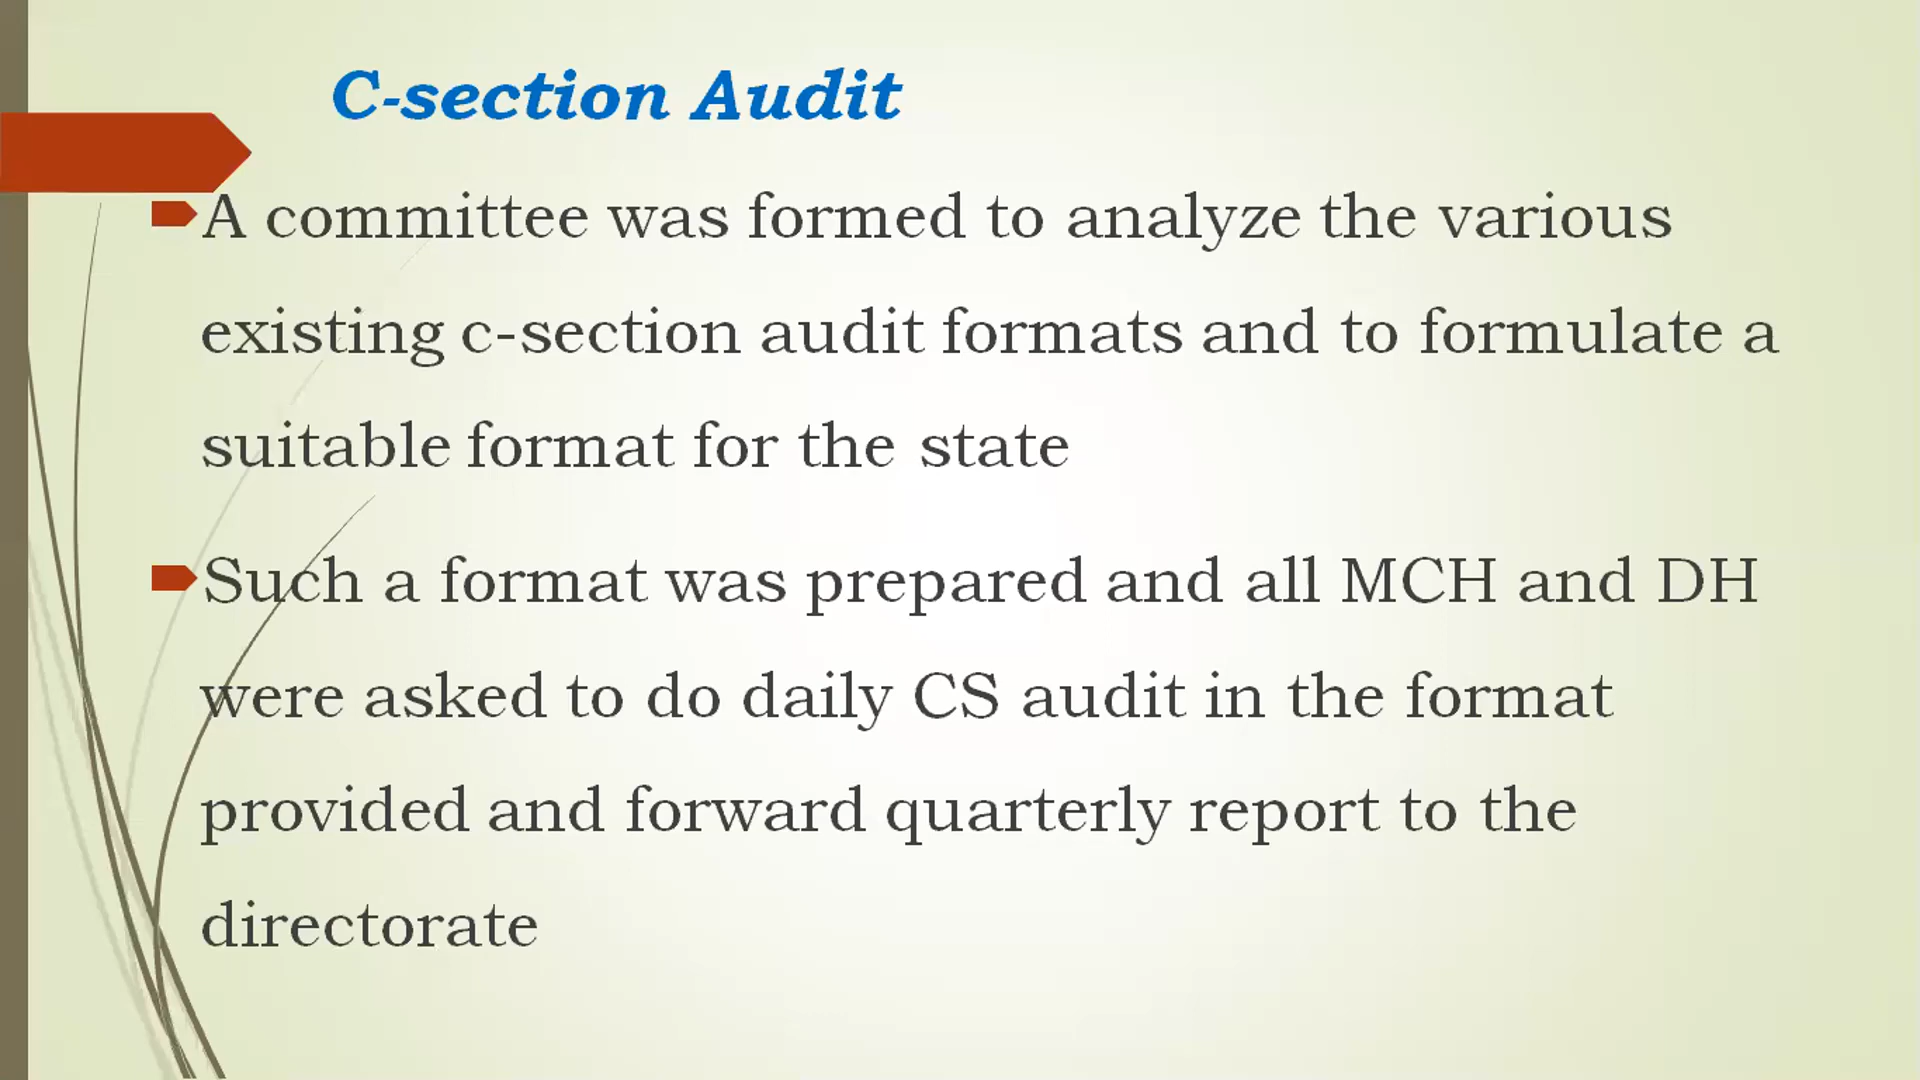 C-section Audit
A committee was formed to analyze the various
existing c-section audit formats and to formulate a
suitable format for the state
Such a format was prepared and all MCH and DH
were asked to do daily CS audit in the format
provided and forward quarterly report to the
directorate